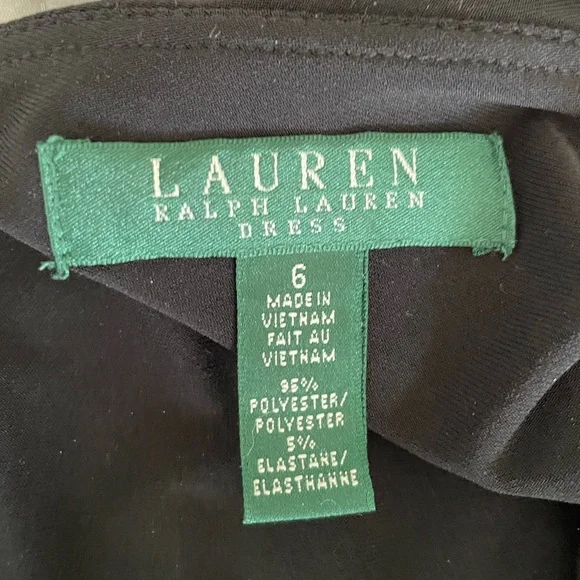 LAUREN
RALPH LAUREN
DRESS
6
MADE IN
VIETNAM
FAIT AU
VIETNAM
95%
POLYESTER/
POLYESTER
5%
ELASTANE/
ELASTHANNE